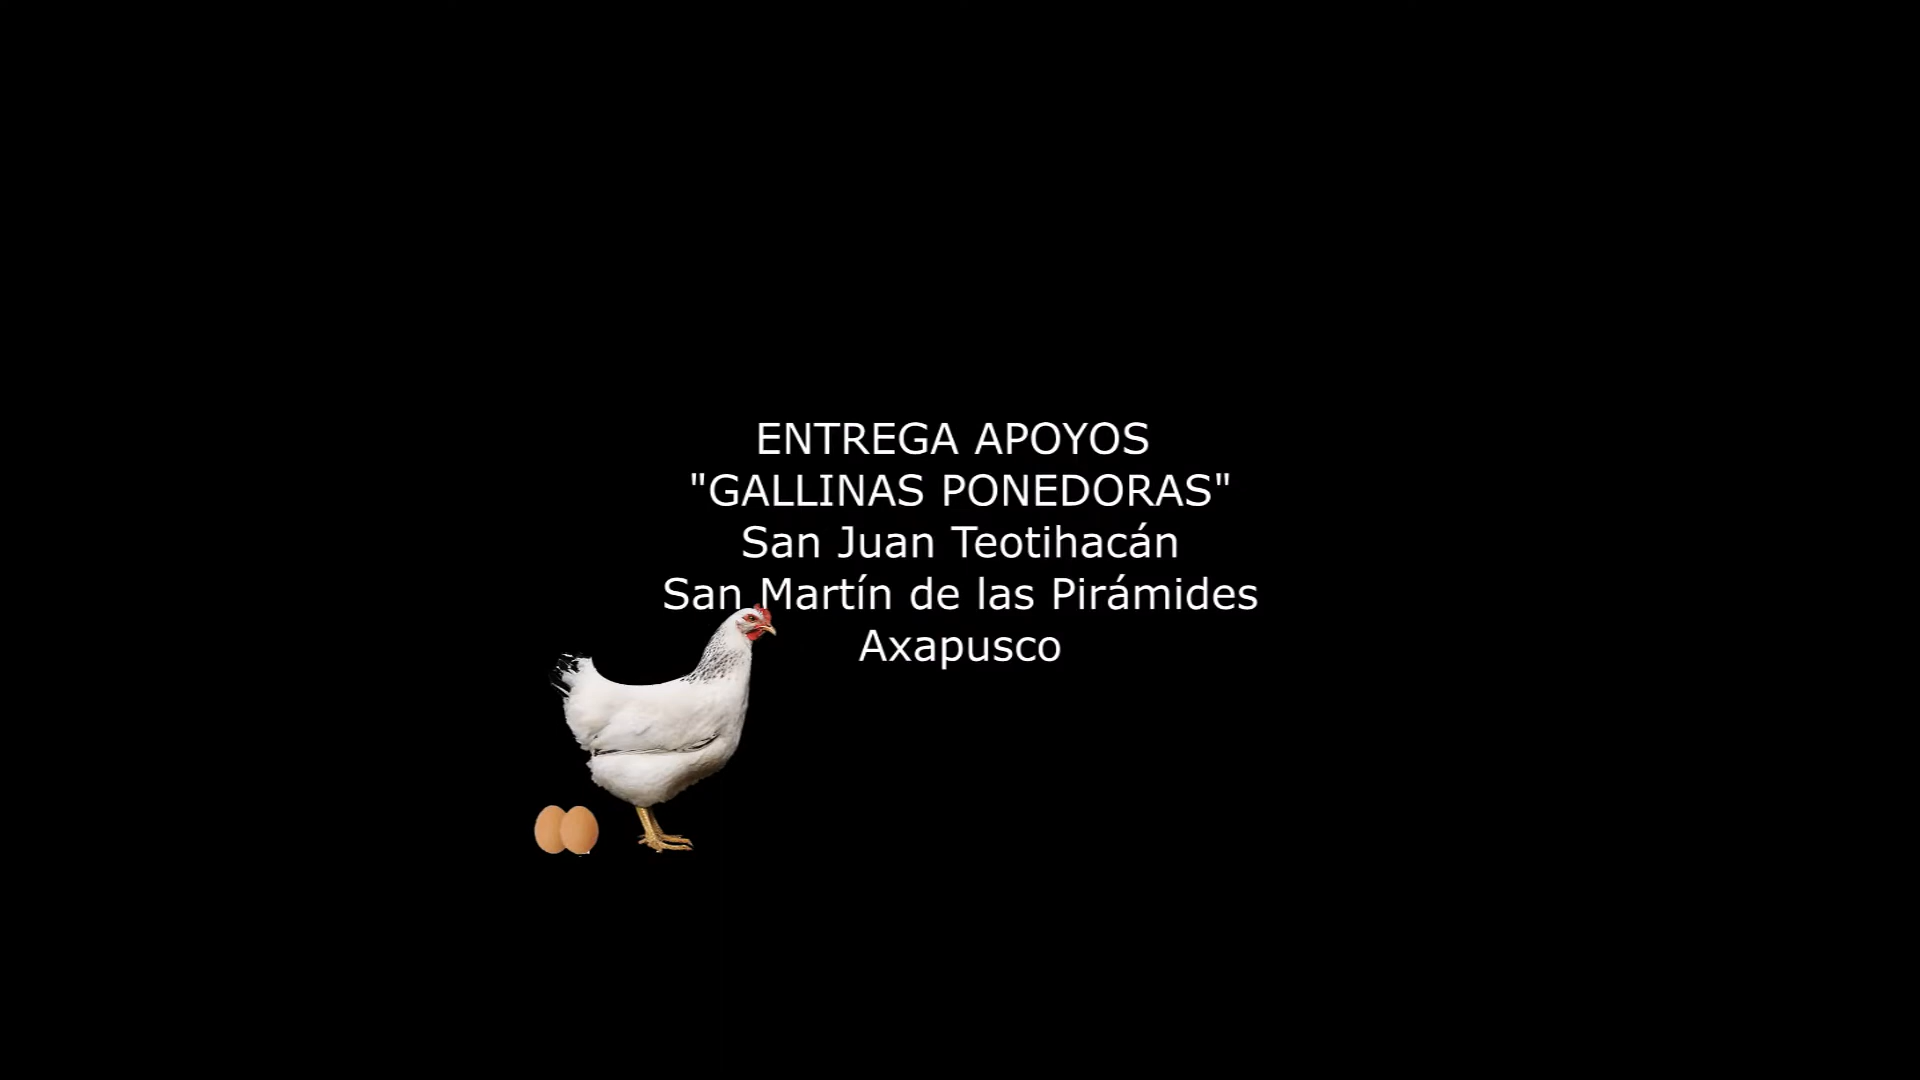 ENTREGA APOYOS
"GALLINAS PONEDORAS"
San Juan Teotihacán
San Martín de las Pirámides
Axapusco